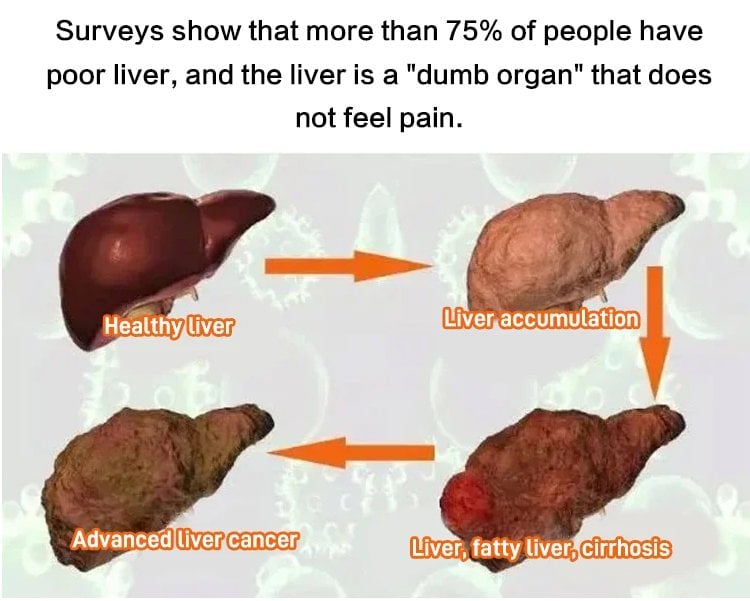 Surveys show that more than 75% of people have
poor liver, and the liver is a "dumb organ" that does
not feel pain.
Healthy liver
Liver accumulation
Advanced liver cancer
Liver, fatty liver, cirrhosis